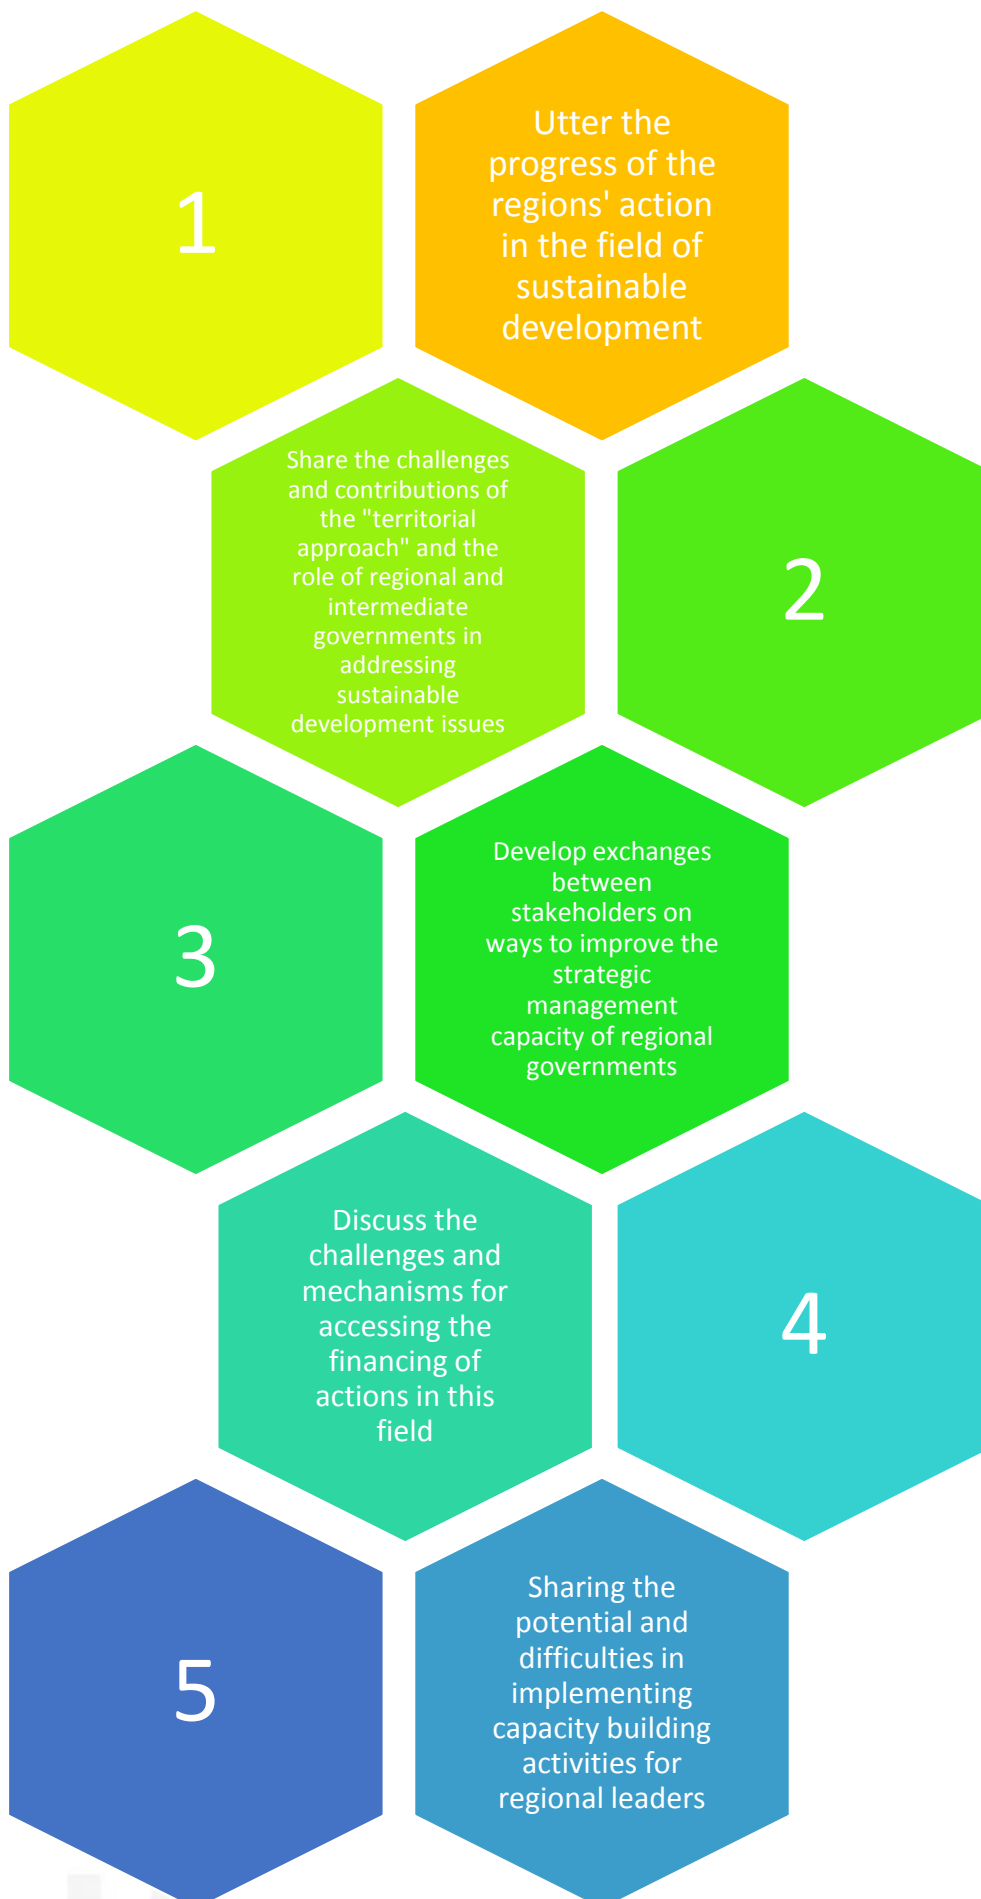 1
Utter the
progress of the
regions' action
in the field of
sustainable
development
Share the challenges
and contributions of
the "territorial
approach" and the
role of regional and
intermediate
governments in
addressing
sustainable
development issues
2
3
Develop exchanges
between
stakeholders on
ways to improve the
strategic
management
capacity of regional
governments
Discuss the
challenges and
mechanisms for
accessing the
financing of
actions in this
field
4
5
Sharing the
potential and
difficulties in
implementing
capacity building
activities for
regional leaders